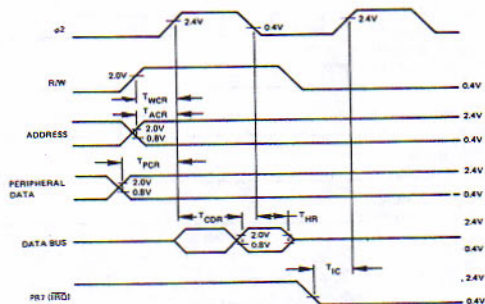 φ2
2.4V
0.4V
2.4V
R/W
2.0V
0.4V
TWCR
TACR
2.4V
ADDRESS
2.0V
0.8V
0.4V
TPCR
2.4V
PERIPHERAL
DATA
2.0V
0.8V
0.4V
TCDR
THR
2.4V
DATA BUS
2.0V
0.8V
0.4V
TIC
2.4V
PB7 (IRQ)
0.4V